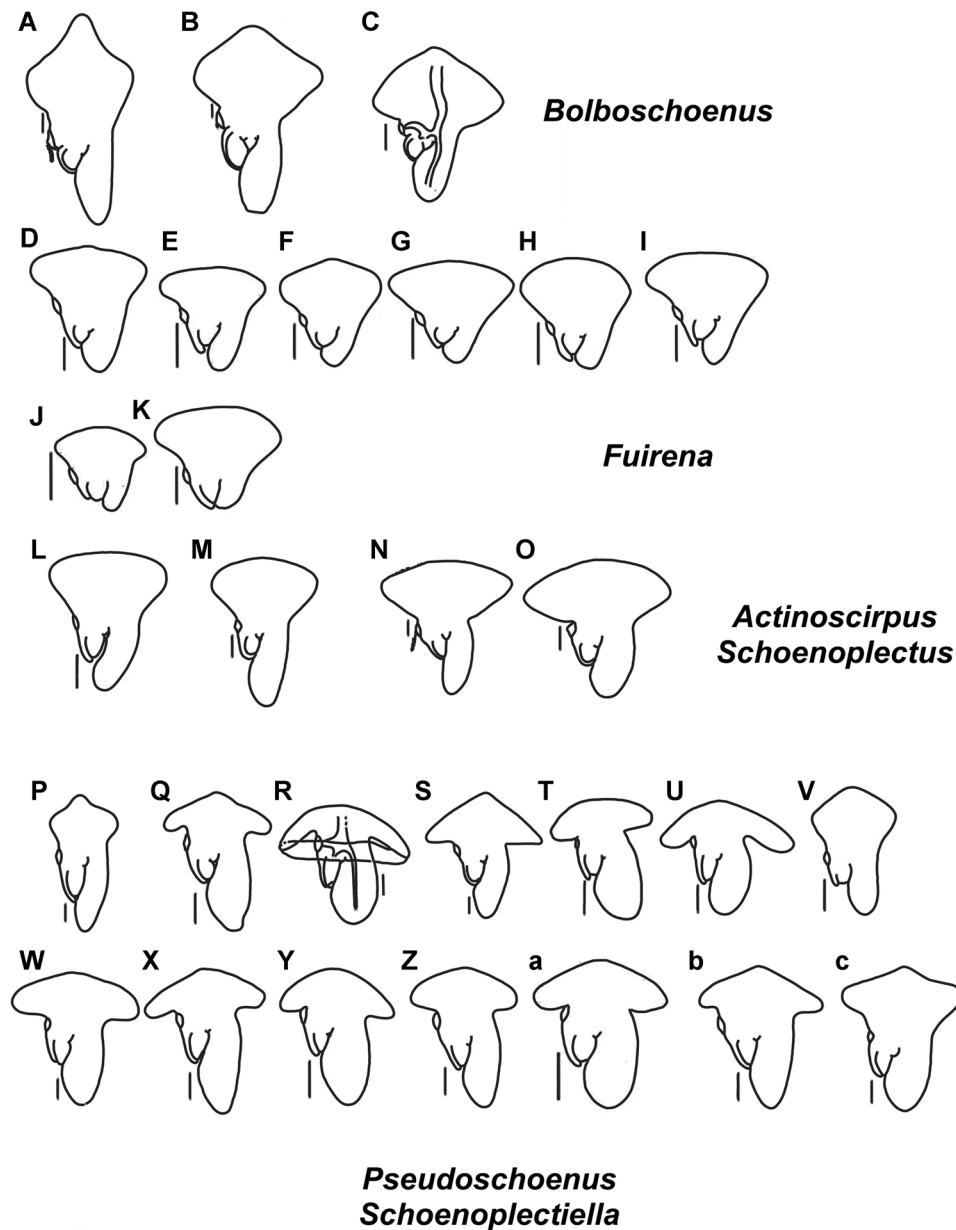 A B C
Bolboschoenus
D E F G H I
J K
Fuirena
L M N O
Actinoscirpus
Schoenoplectus
P Q R S T U V
W X Y Z a b c
Pseudoschoenus
Schoenoplectiella